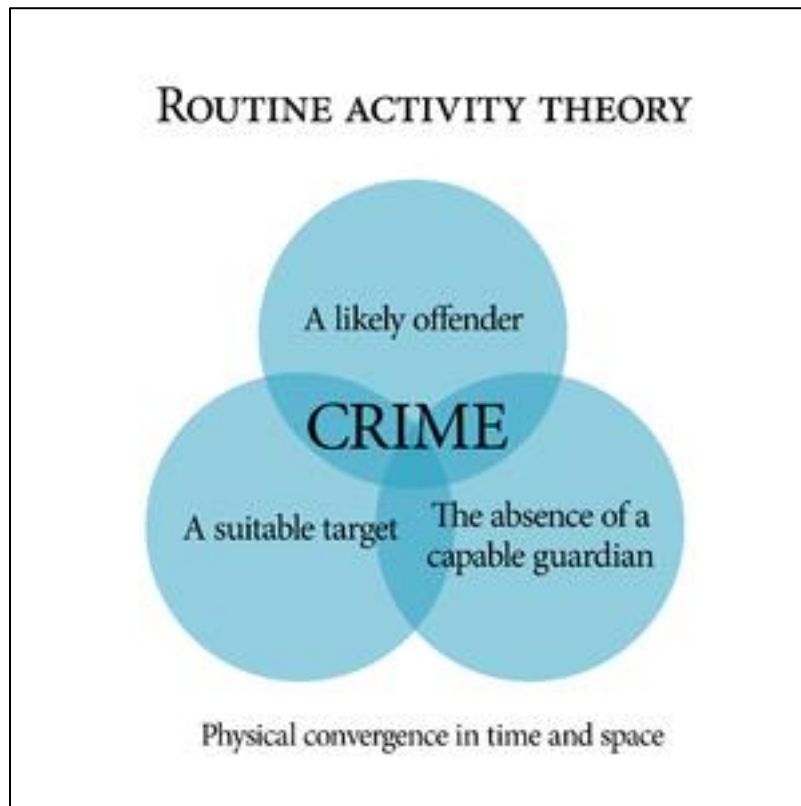 ROUTINE ACTIVITY THEORY
A likely offender
CRIME
A suitable target
The absence of a
capable guardian
Physical convergence in time and space